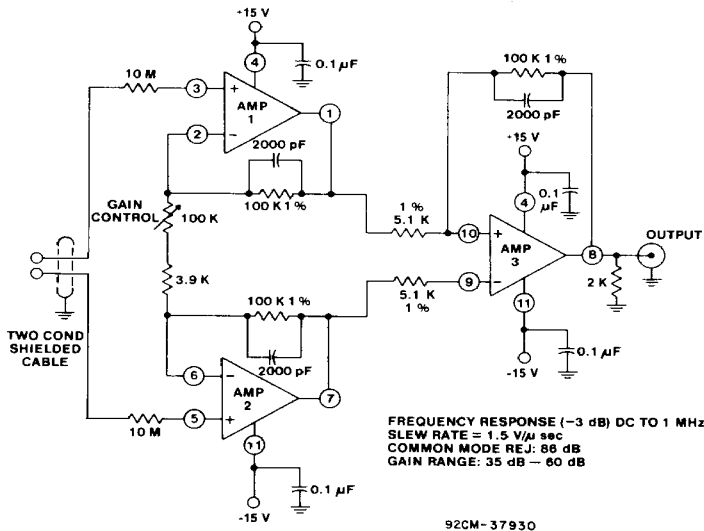 +15 V
4
0.1 µF
10 M
3
+
AMP
1
1
2
–
2000 pF
100 K 1%
GAIN
CONTROL
100 K
3.9 K
100 K 1%
2000 pF
6
–
AMP
2
7
10 M
5
+
11
0.1 µF
-15 V
TWO COND
SHIELDED
CABLE
100 K 1%
2000 pF
+15 V
4
0.1
µF
1%
5.1 K
10
+
AMP
3
8
OUTPUT
9
–
5.1 K
1%
2 K
11
0.1 µF
-15 V
FREQUENCY RESPONSE (-3 dB) DC TO 1 MHz
SLEW RATE = 1.5 V/µ sec
COMMON MODE REJ: 86 dB
GAIN RANGE: 35 dB – 60 dB
92CM-37930